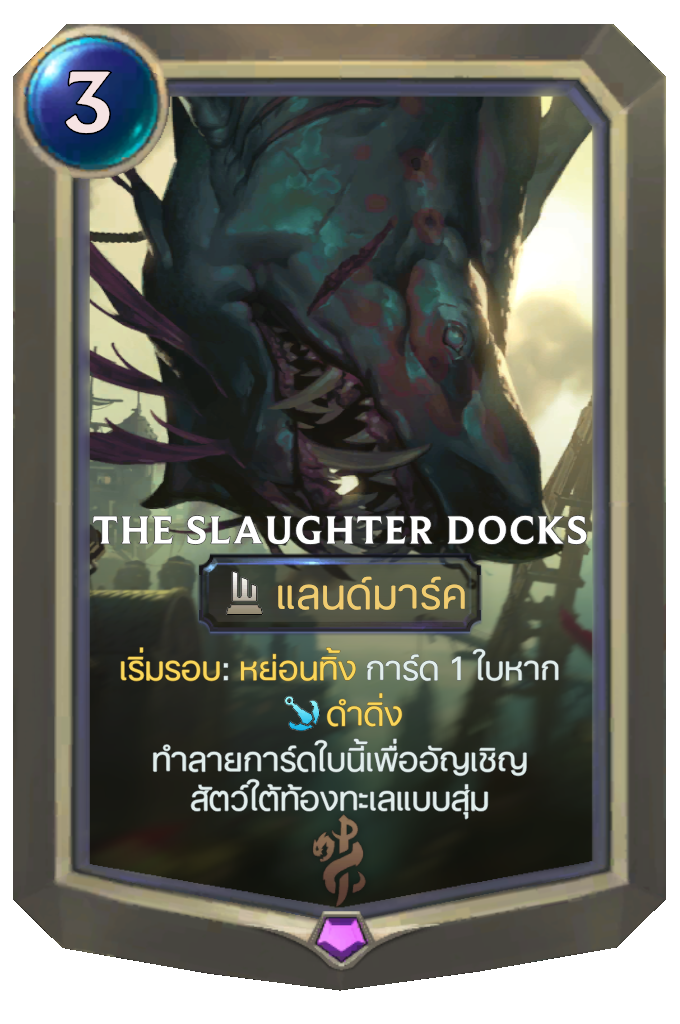 3
THE SLAUGHTER DOCKS
แลนด์มาร์ค
เริ่มรอบ: หย่อนทิ้ง การ์ด 1 ใบหาก
ดำดิ่ง
ทำลายการ์ดใบนี้เพื่ออัญเชิญ
สัตว์ใต้ท้องทะเลแบบสุ่ม